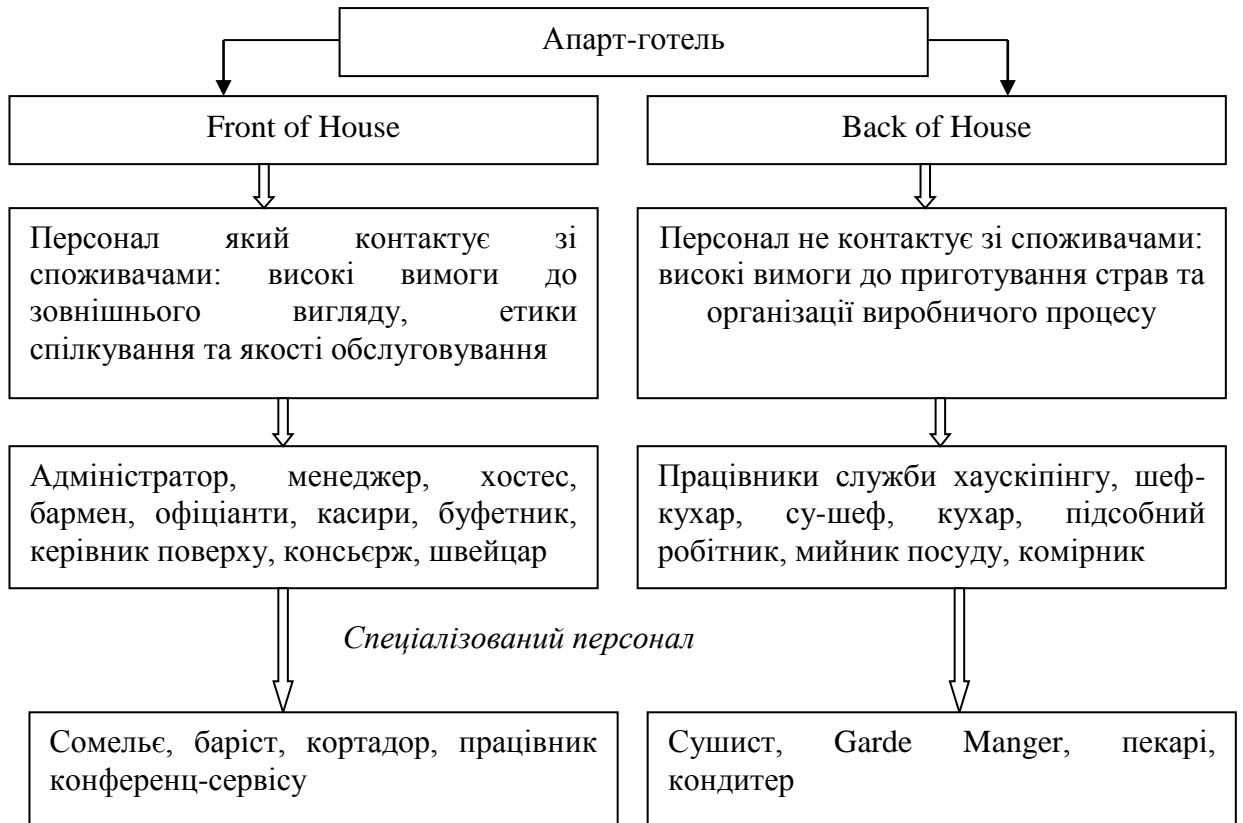 Апарт-готель
Front of House
Back of House
Персонал який контактує зі
споживачами: високі вимоги до
зовнішнього вигляду, етики
спілкування та якості обслуговування
Персонал не контактує зі споживачами:
високі вимоги до приготування страв та
організації виробничого процесу
Адміністратор, менеджер, хостес,
бармен, офіціанти, касири, буфетник,
керівник поверху, консьєрж, швейцар
Працівники служби хаускіпінгу, шеф-
кухар, су-шеф, кухар, підсобний
робітник, мийник посуду, комірник
Спеціалізований персонал
Сомельє, баріст, кортадор, працівник
конференц-сервісу
Сушист, Garde Manger, пекарі,
кондитер